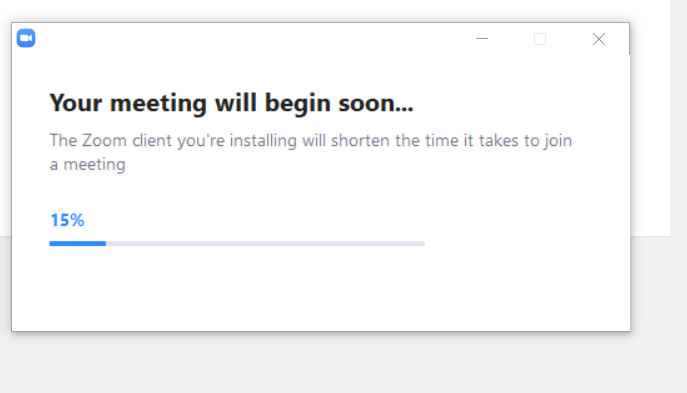 Your meeting will begin soon...
The Zoom client you're installing will shorten the time it takes to join
a meeting
15%